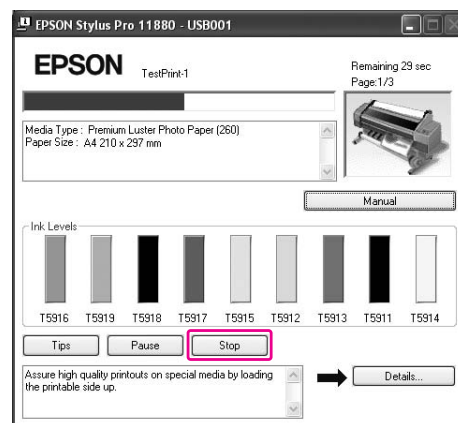 EPSON Stylus Pro 11880 - USB001
EPSON
TestPrint-1
Remaining 29 sec
Page:1/3
Media Type : Premium Luster Photo Paper (260)
Paper Size : A4 210 x 297 mm
Manual
Ink Levels
T5916 T5919 T5918 T5917 T5915 T5912 T5913 T5911 T5914
Tips Pause Stop
Assure high quality printouts on special media by loading
the printable side up.
Details...